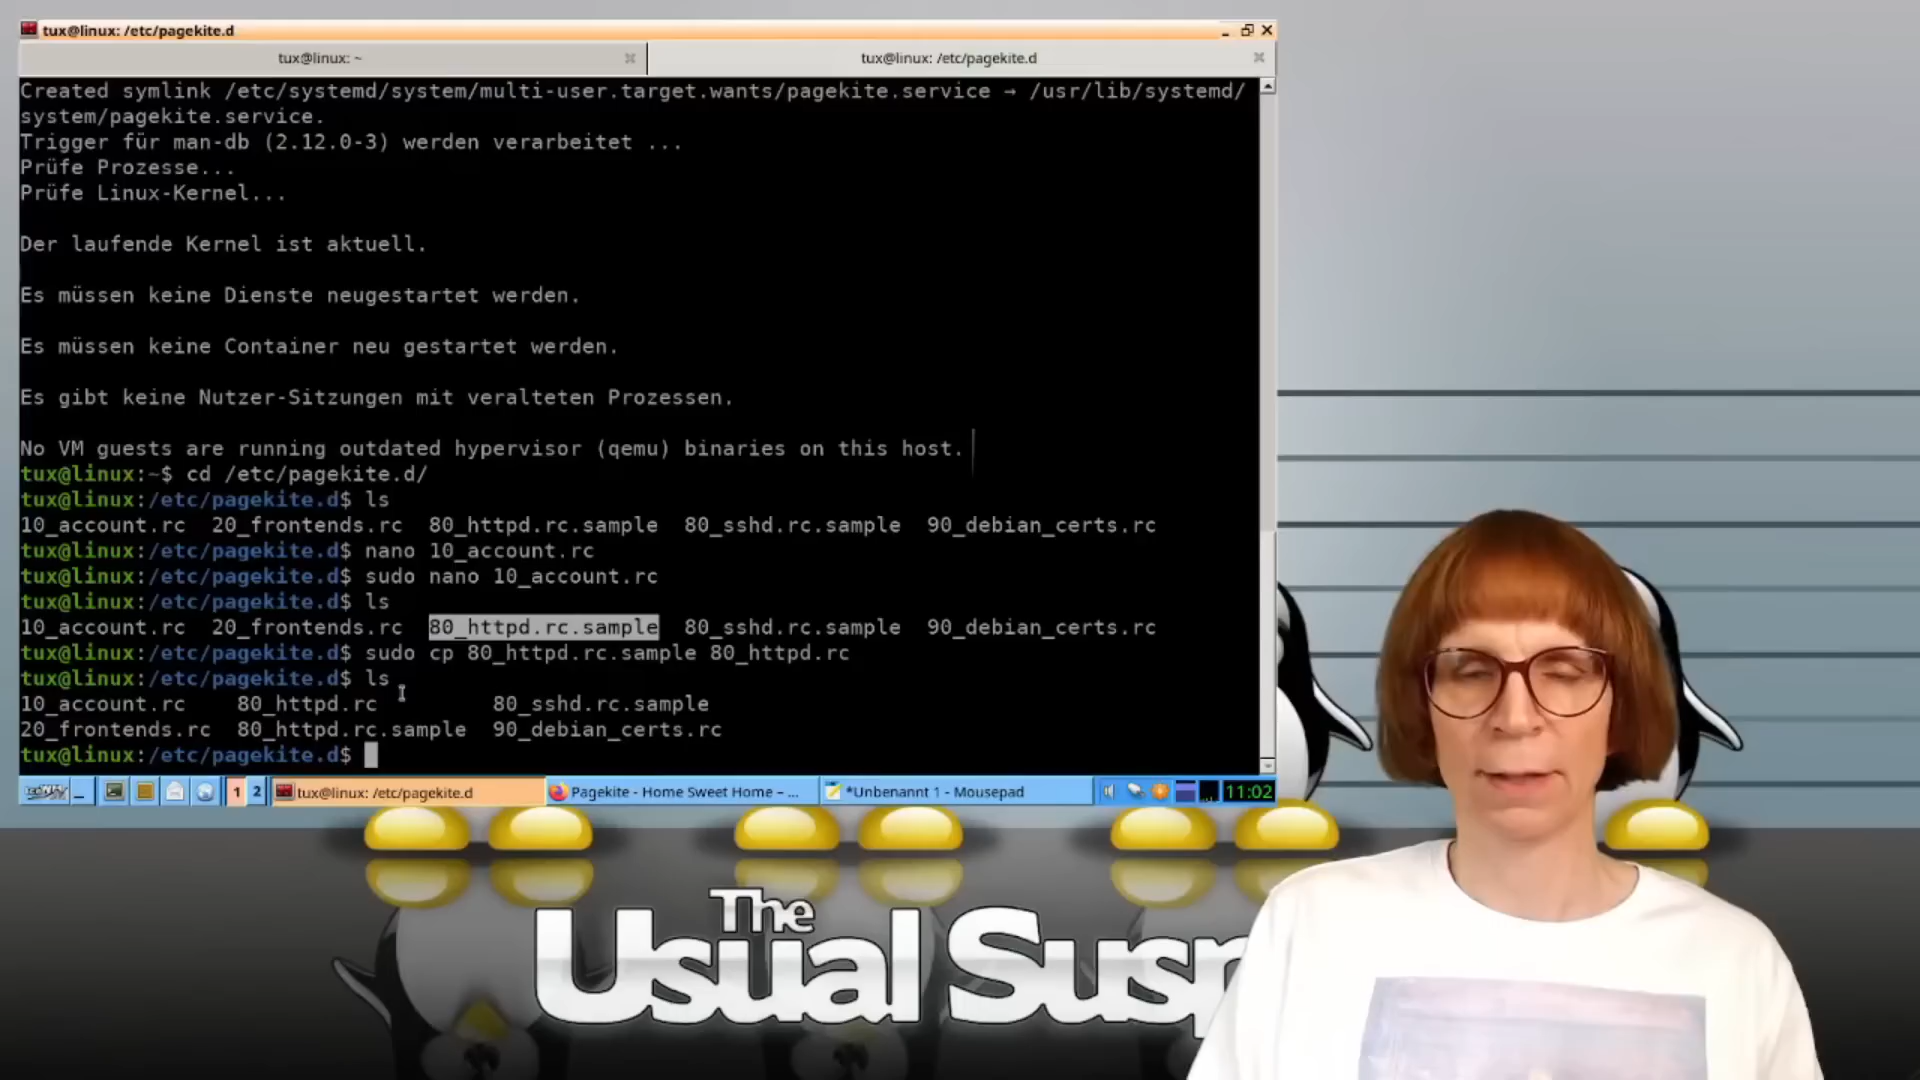 tux@linux: /etc/pagekite.d
tux@linux: ~
tux@linux: /etc/pagekite.d
Created symlink /etc/systemd/system/multi-user.target.wants/pagekite.service → /usr/lib/systemd/
system/pagekite.service.
Trigger für man-db (2.12.0-3) werden verarbeitet ...
Prüfe Prozesse...
Prüfe Linux-Kernel...
Der laufende Kernel ist aktuell.
Es müssen keine Dienste neugestartet werden.
Es müssen keine Container neu gestartet werden.
Es gibt keine Nutzer-Sitzungen mit veralteten Prozessen.
No VM guests are running outdated hypervisor (qemu) binaries on this host.
tux@linux:~$ cd /etc/pagekite.d/
tux@linux:/etc/pagekite.d$ ls
10_account.rc  20_frontends.rc  80_httpd.rc.sample  80_sshd.rc.sample  90_debian_certs.rc
tux@linux:/etc/pagekite.d$ nano 10_account.rc
tux@linux:/etc/pagekite.d$ sudo nano 10_account.rc
tux@linux:/etc/pagekite.d$ ls
10_account.rc  20_frontends.rc  80_httpd.rc.sample  80_sshd.rc.sample  90_debian_certs.rc
tux@linux:/etc/pagekite.d$ sudo cp 80_httpd.rc.sample 80_httpd.rc
tux@linux:/etc/pagekite.d$ ls
10_account.rc    80_httpd.rc         80_sshd.rc.sample
20_frontends.rc  80_httpd.rc.sample  90_debian_certs.rc
tux@linux:/etc/pagekite.d$
1 2 tux@linux: /etc/pagekite.d Pagekite - Home Sweet Home – ... *Unbenannt 1 - Mousepad 11:02
The
Usual Susp